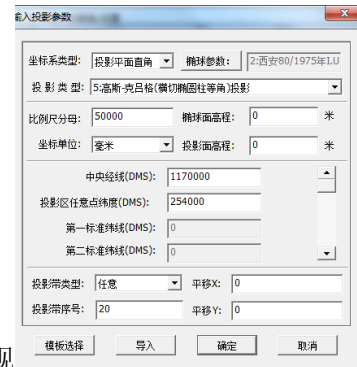 输入投影参数
坐标系类型: 投影平面直角 椭球参数: 2:西安80/1975年I.U
投 影 类 型: 5:高斯-克吕格(横切椭圆柱等角)投影
比例尺分母: 50000 椭球面高程: 0 米
坐标单位: 毫米 投影面高程: 0 米
中央经线(DMS): 1170000
投影区任意点纬度(DMS): 254000
第一标准纬线(DMS): 0
第二标准纬线(DMS): 0
投影带类型: 任意 平移X: 0
投影带序号: 20 平移Y: 0
模板选择 导入 确定 取消